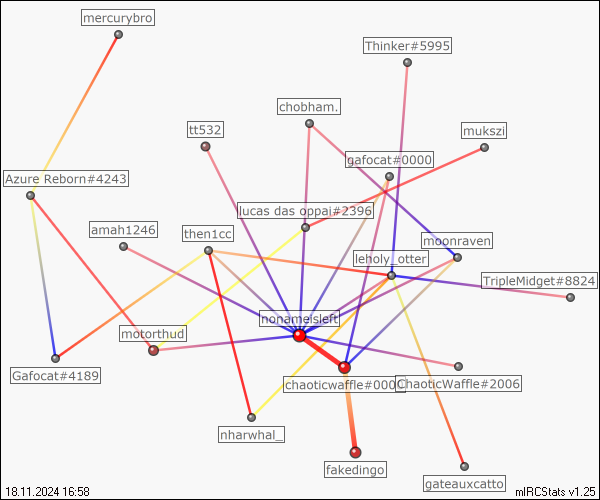 mercurybro
Thinker#5995
chobham.
tt532
mukszi
gafocat#0000
Azure Reborn#4243
lucas das oppai#2396
amah1246
then1cc
moonraven
leholy_otter
TripleMidget#8824
nonameisleft
motorthud
Gafocat#4189
chaoticwaffle#000
ChaoticWaffle#2006
nharwhal_
fakedingo
gateauxcatto
18.11.2024 16:58
mIRCStats v1.25